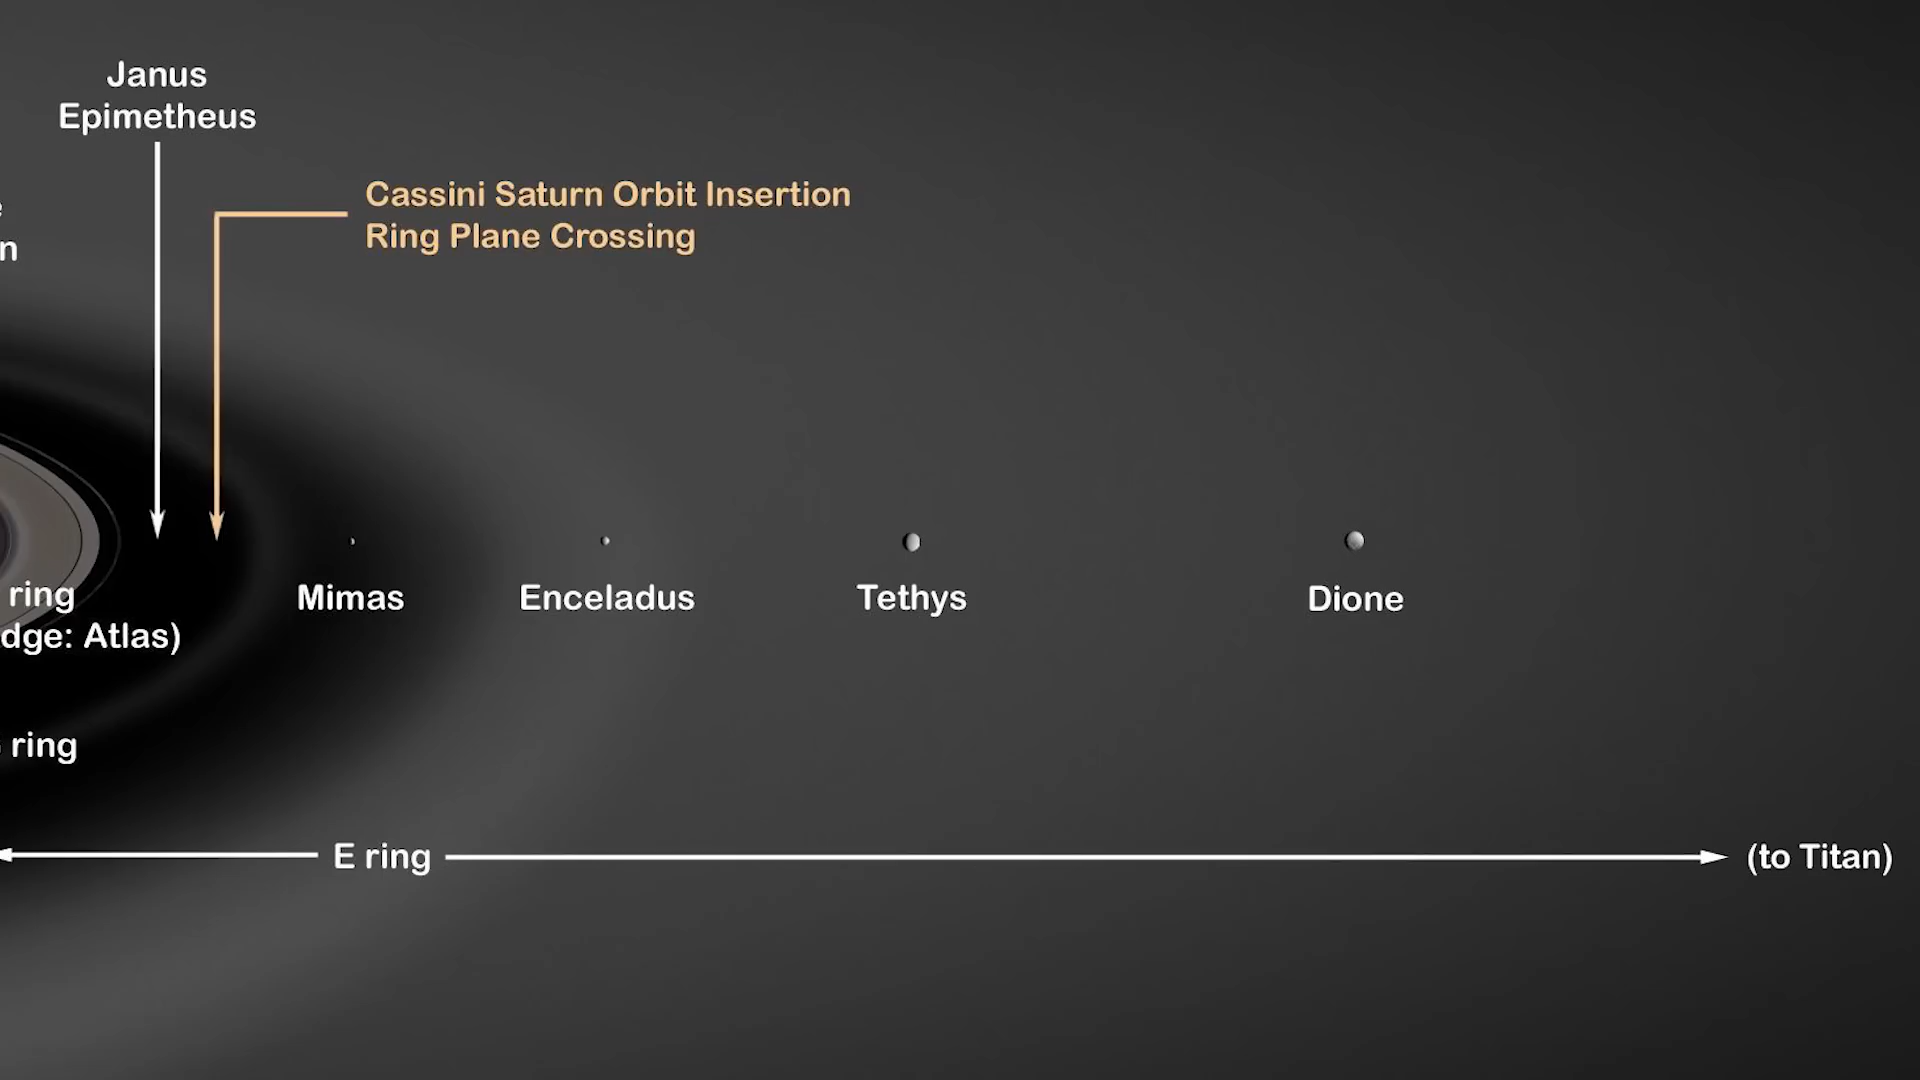 Janus
Epimetheus
Cassini Saturn Orbit Insertion
Ring Plane Crossing
Mimas
Enceladus
Tethys
Dione
ring
Atlas)
ring
E ring
(to Titan)